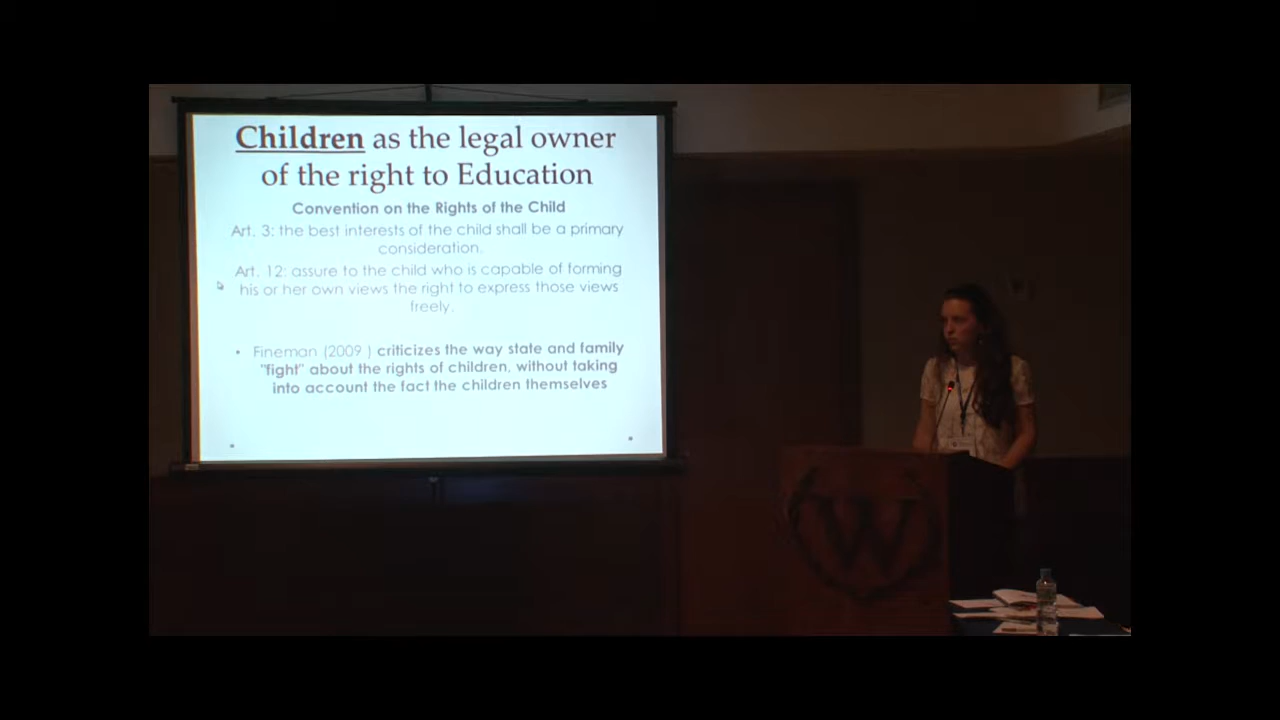 Children as the legal owner
of the right to Education
Convention on the Rights of the Child
Art. 3: the best interests of the child shall be a primary
consideration.
Art. 12: assure to the child who is capable of forming
his or her own views the right to express those views
freely.
• Fineman (2009 ) criticizes the way state and family
"fight" about the rights of children, without taking
into account the fact the children themselves
W